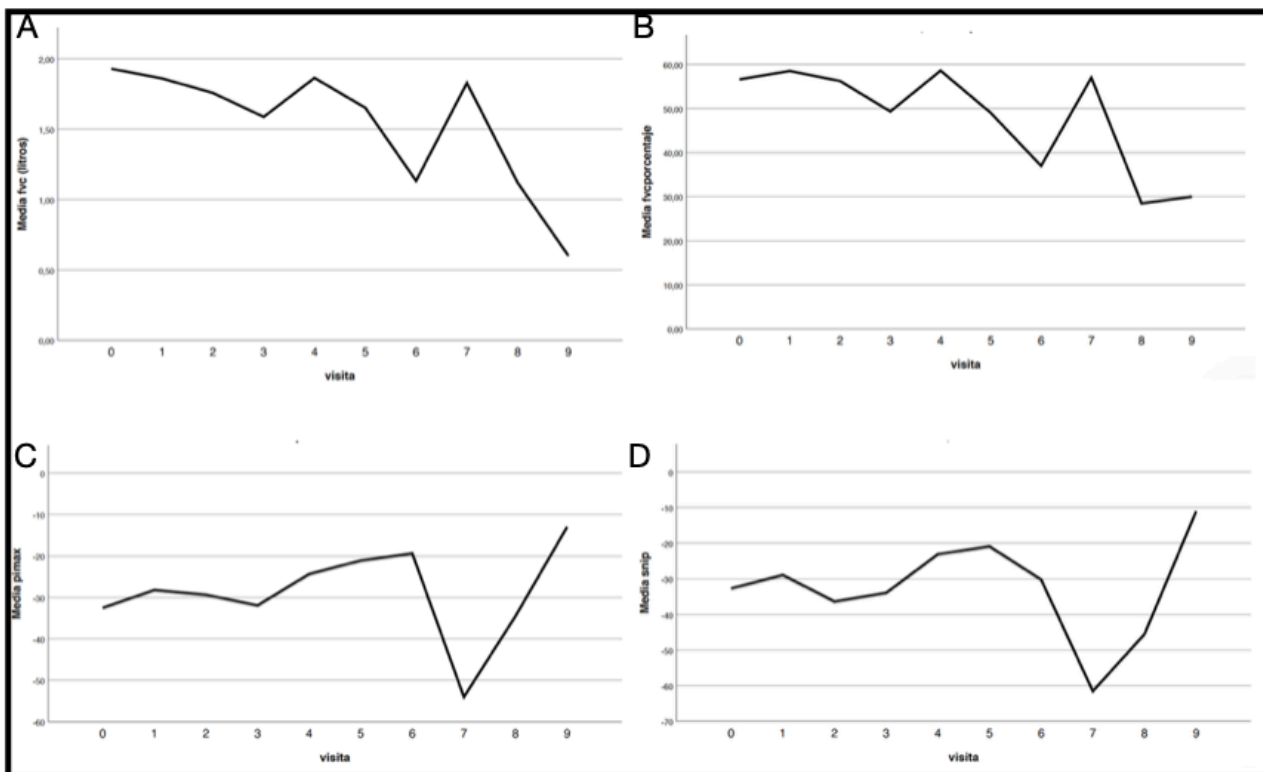 A
Media fvc (litros)
2,00
1,50
1,00
0,50
0,00
0 1 2 3 4 5 6 7 8 9
visita
B
Media fvcporcentaje
60,00
50,00
40,00
30,00
20,00
10,00
0,00
0 1 2 3 4 5 6 7 8 9
visita
C
Media pimax
0
-10
-20
-30
-40
-50
-60
0 1 2 3 4 5 6 7 8 9
visita
D
Media snip
0
-10
-20
-30
-40
-50
-60
-70
0 1 2 3 4 5 6 7 8 9
visita